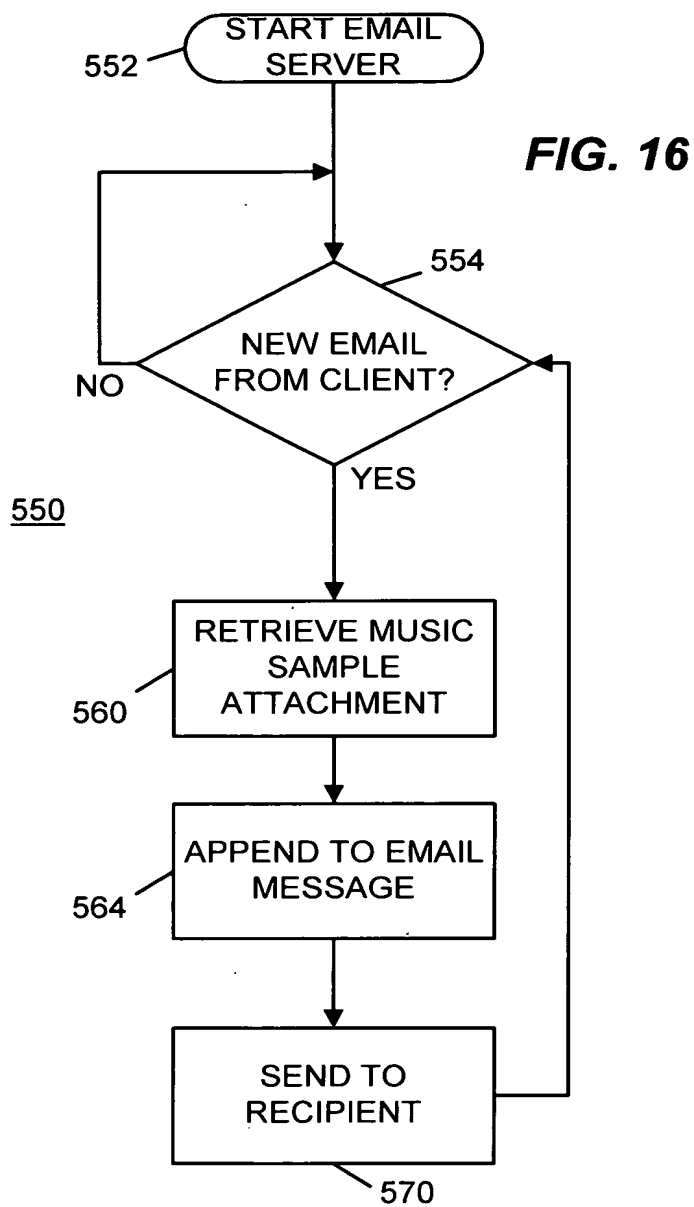 START EMAIL
SERVER
552
FIG. 16
554
NEW EMAIL
FROM CLIENT?
NO
YES
550
RETRIEVE MUSIC
SAMPLE
ATTACHMENT
560
APPEND TO EMAIL
MESSAGE
564
SEND TO
RECIPIENT
570